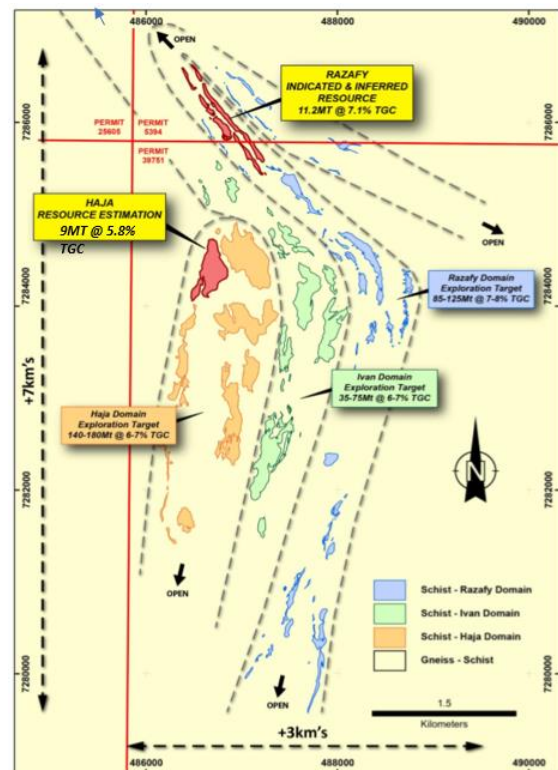 486000
488000
490000
OPEN
RAZAFY
INDICATED & INFERRED
RESOURCE
11.2MT @ 7.1% TGC
7286000
7286000
PERMIT
25605
PERMIT
5394
PERMIT
39751
HAJA
RESOURCE ESTIMATION
9MT @ 5.8%
TGC
OPEN
7284000
7284000
Razafy Domain
Exploration Target
85-125Mt @ 7-8% TGC
+7km's
Ivan Domain
Exploration Target
35-75Mt @ 6-7% TGC
Haja Domain
Exploration Target
140-180Mt @ 6-7% TGC
N
7282000
7282000
OPEN
Schist - Razafy Domain
Schist - Ivan Domain
Schist - Haja Domain
Gneiss - Schist
7280000
7280000
OPEN
1.5
Kilometers
+3km's
486000
488000
490000